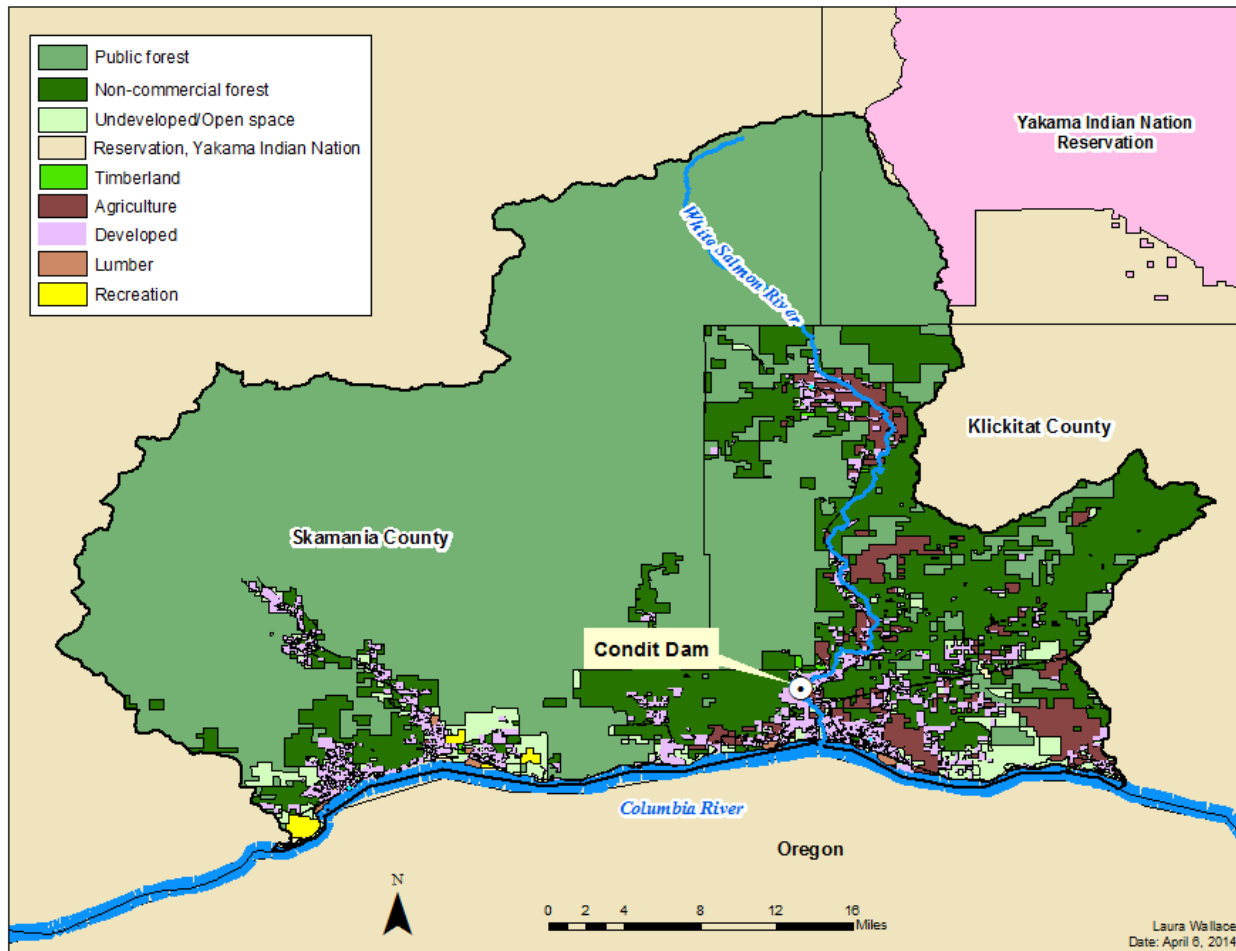 Public forest
Non-commercial forest
Undeveloped/Open space
Reservation, Yakama Indian Nation
Timberland
Agriculture
Developed
Lumber
Recreation
Yakama Indian Nation
Reservation
White Salmon River
Klickitat County
Skamania County
Condit Dam
Columbia River
Oregon
N
0 2 4 8 12 16
Miles
Laura Wallace
Date: April 6, 2014